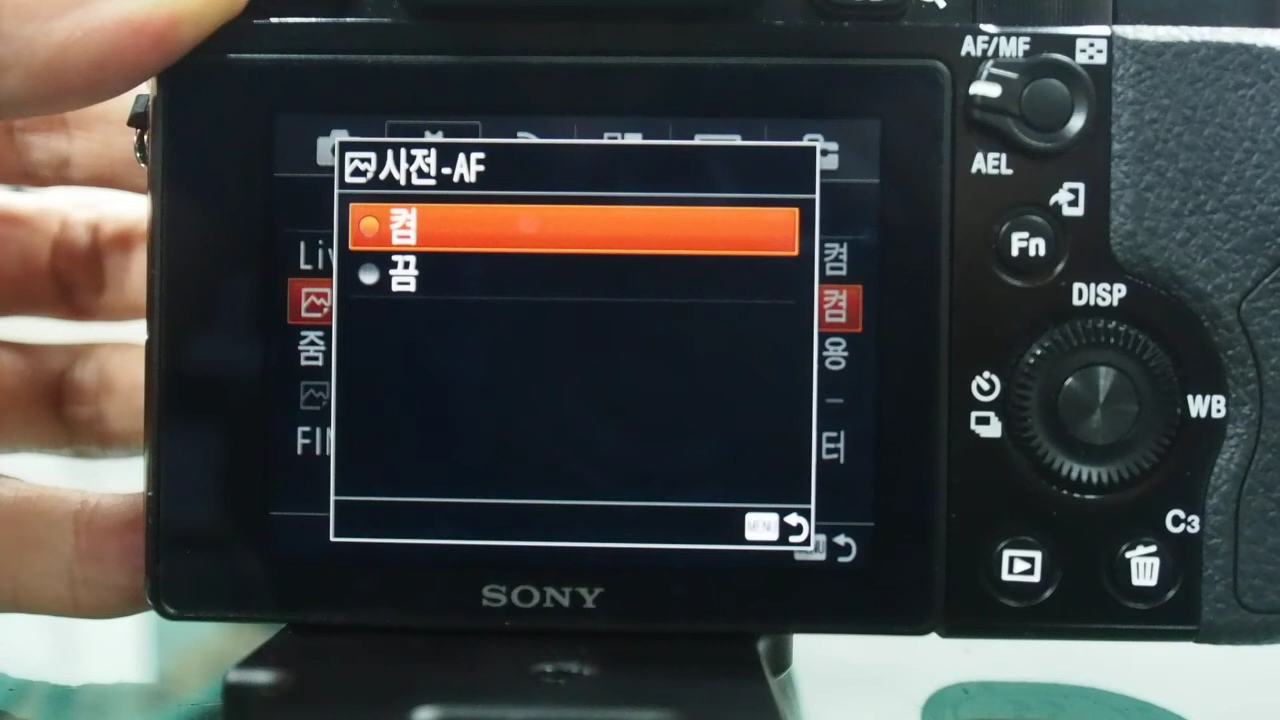 AF/MF
AEL
사전-AF
켬
끔
Liv
켬
켬
줌
용
-
FI
터
MENU
Fn
DISP
WB
C3
SONY